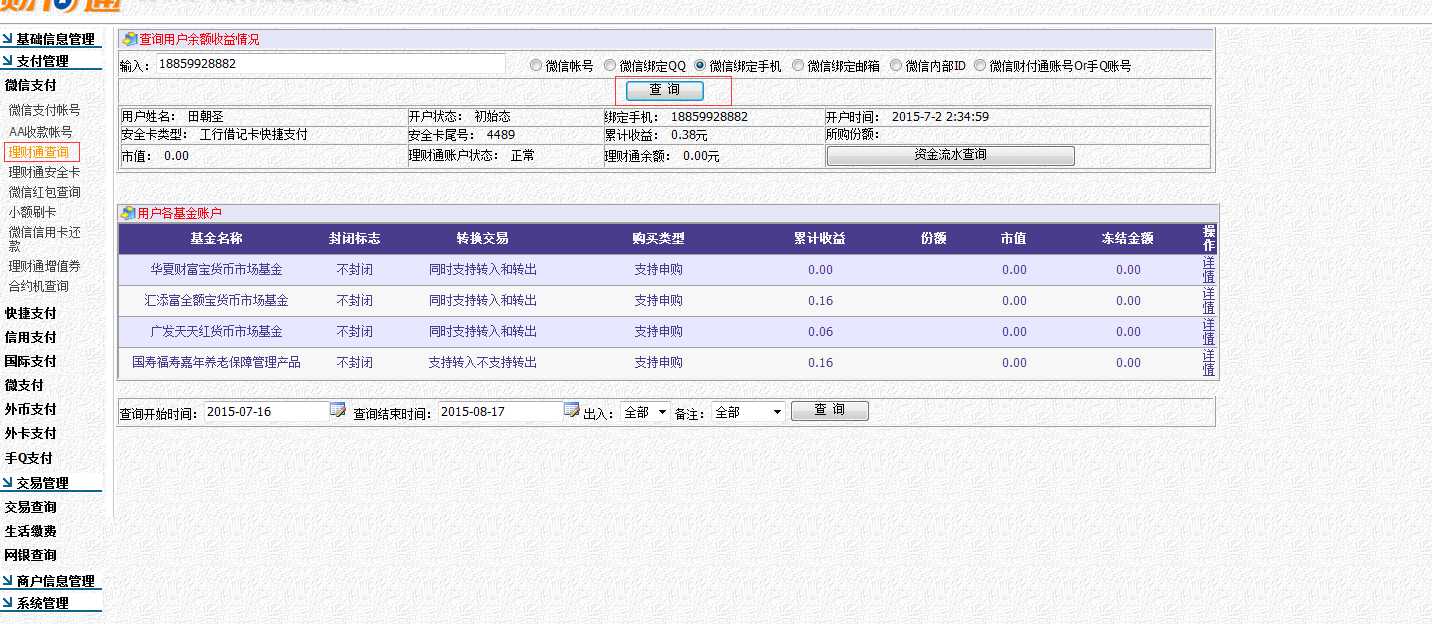 财付通
基础信息管理
支付管理
微信支付
微信支付帐号
AA收款帐号
理财通查询
理财通安全卡
微信红包查询
小额刷卡
微信信用卡还
款
理财通增值券
合约机查询
快捷支付
信用支付
国际支付
微支付
外币支付
外卡支付
手Q支付
交易管理
交易查询
生活缴费
网银查询
商户信息管理
系统管理
查询用户余额收益情况
输入: 18859928882 微信帐号 微信绑定QQ 微信绑定手机 微信绑定邮箱 微信内部ID 微信财付通账号Or手Q账号
查 询
用户姓名: 田朝圣 开户状态: 初始态 绑定手机: 18859928882 开户时间: 2015-7-2 2:34:59
安全卡类型: 工行借记卡快捷支付 安全卡尾号: 4489 累计收益: 0.38元 所购份额:
市值: 0.00 理财通账户状态: 正常 理财通余额: 0.00元 资金流水查询
用户各基金账户
基金名称 封闭标志 转换交易 购买类型 累计收益 份额 市值 冻结金额 操作
华夏财富宝货币市场基金 不封闭 同时支持转入和转出 支持申购 0.00 0.00 0.00 详情
汇添富全额宝货币市场基金 不封闭 同时支持转入和转出 支持申购 0.16 0.00 0.00 详情
广发天天红货币市场基金 不封闭 同时支持转入和转出 支持申购 0.06 0.00 0.00 详情
国寿福寿嘉年养老保障管理产品 不封闭 支持转入不支持转出 支持申购 0.16 0.00 0.00 详情
查询开始时间: 2015-07-16 查询结束时间: 2015-08-17 出入: 全部 备注: 全部 查 询